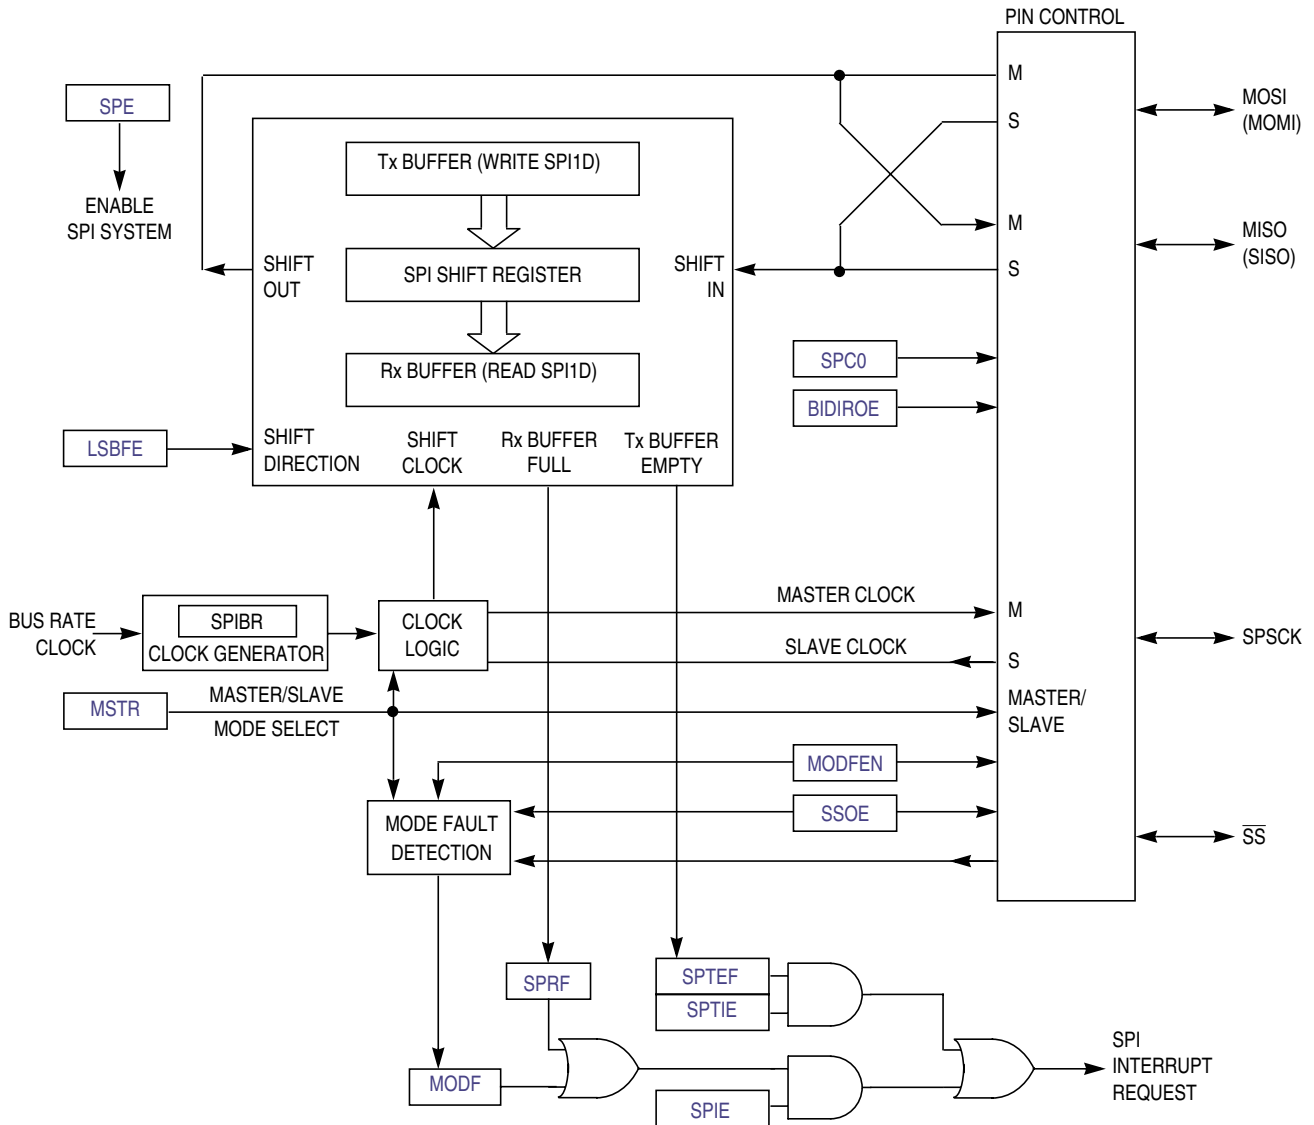 PIN CONTROL
M
MOSI
(MOMI)
SPE
S
Tx BUFFER (WRITE SPI1D)
ENABLE
SPI SYSTEM
M
MISO
(SISO)
SHIFT
OUT
SPI SHIFT REGISTER
SHIFT
IN
S
Rx BUFFER (READ SPI1D)
SPC0
BIDIROE
LSBFE
SHIFT
DIRECTION
SHIFT
CLOCK
Rx BUFFER
FULL
Tx BUFFER
EMPTY
BUS RATE
CLOCK
SPIBR
CLOCK GENERATOR
CLOCK
LOGIC
MASTER CLOCK
M
SLAVE CLOCK
S
SPSCK
MSTR
MASTER/SLAVE
MODE SELECT
MASTER/
SLAVE
MODFEN
MODE FAULT
DETECTION
SSOE
SS
SPRF
SPTEF
SPTIE
MODF
SPIE
SPI
INTERRUPT
REQUEST